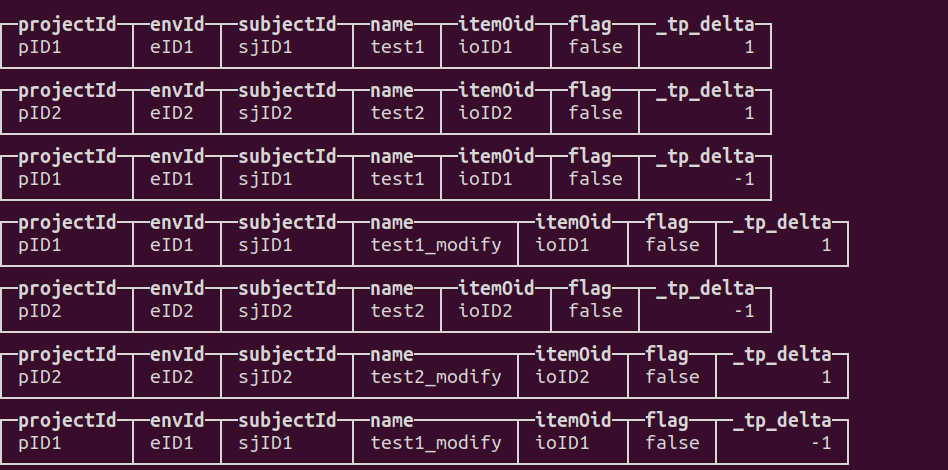 projectId envId subjectId name itemOid flag _tp_delta
pID1 eID1 sjID1 test1 ioID1 false 1
projectId envId subjectId name itemOid flag _tp_delta
pID2 eID2 sjID2 test2 ioID2 false 1
projectId envId subjectId name itemOid flag _tp_delta
pID1 eID1 sjID1 test1 ioID1 false -1
projectId envId subjectId name itemOid flag _tp_delta
pID1 eID1 sjID1 test1_modify ioID1 false 1
projectId envId subjectId name itemOid flag _tp_delta
pID2 eID2 sjID2 test2 ioID2 false -1
projectId envId subjectId name itemOid flag _tp_delta
pID2 eID2 sjID2 test2_modify ioID2 false 1
projectId envId subjectId name itemOid flag _tp_delta
pID1 eID1 sjID1 test1_modify ioID1 false -1